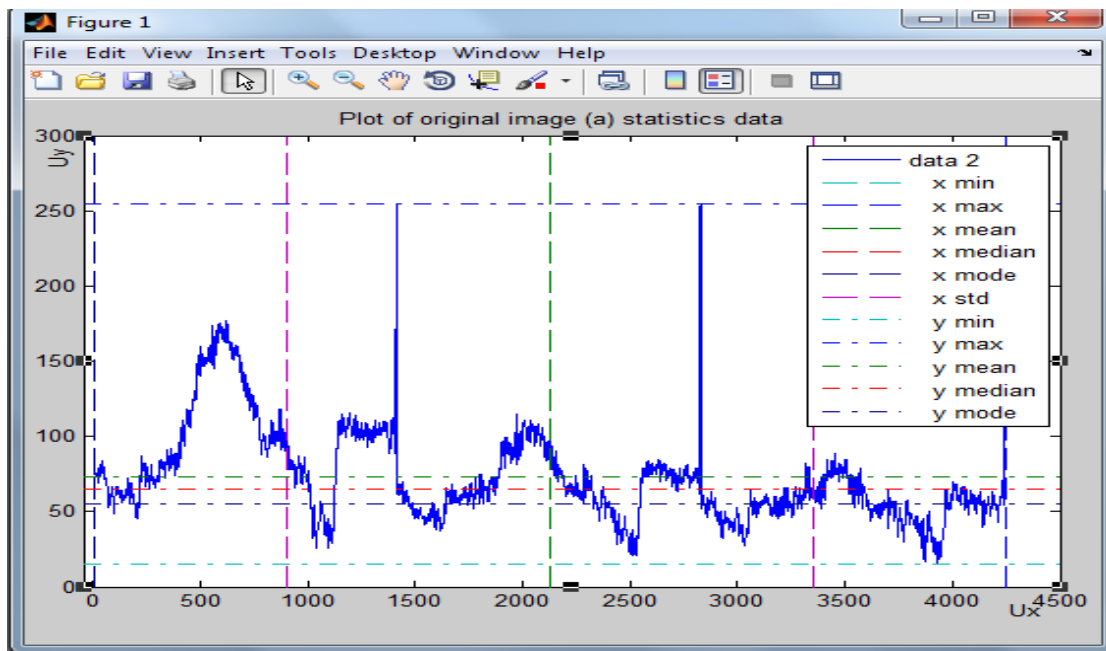 Figure 1
File Edit View Insert Tools Desktop Window Help
Plot of original image (a) statistics data
Uy
300
250
200
150
100
50
0
0 500 1000 1500 2000 2500 3000 3500 4000 4500
Ux
data 2
x min
x max
x mean
x median
x mode
x std
y min
y max
y mean
y median
y mode